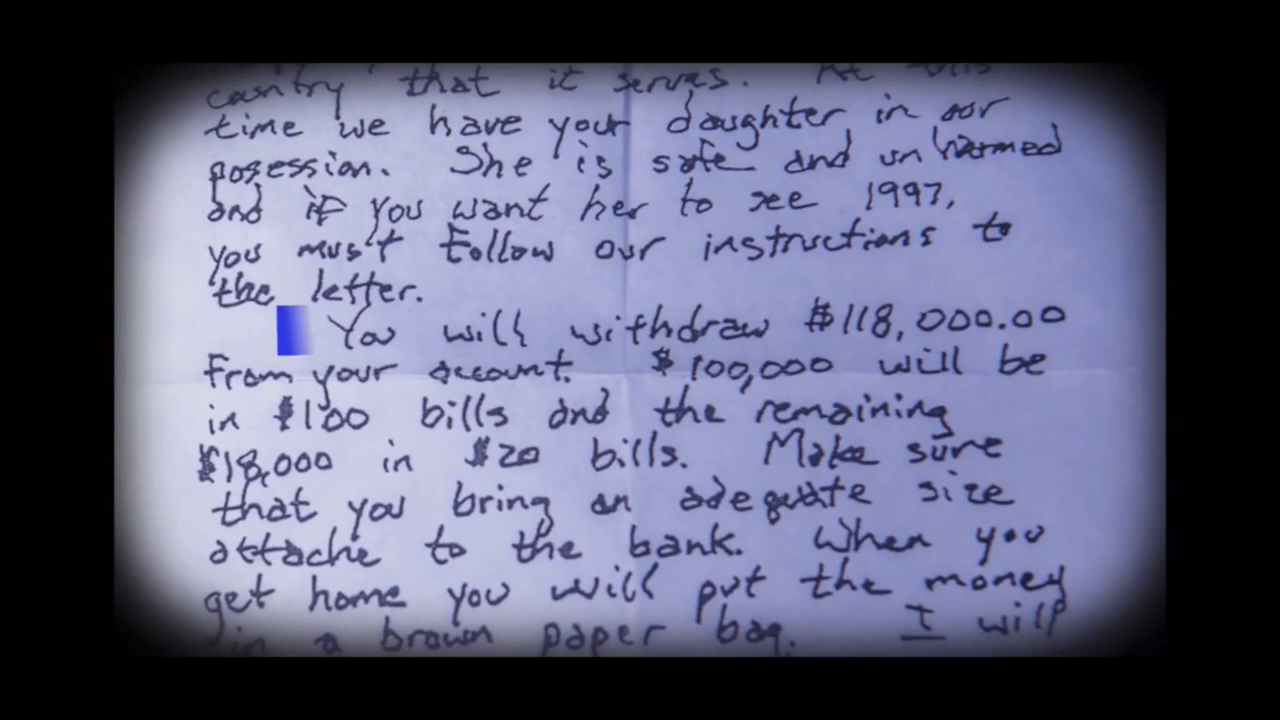 country that it serves. At this
time we have your daughter in our
posession. She is safe and unharmed
and if you want her to see 1997,
you must follow our instructions to
the letter.
You will withdraw $118,000.00
from your account. $100,000 will be
in $100 bills and the remaining
$18,000 in $20 bills. Make sure
that you bring an adequate size
attache to the bank. When you
get home you will put the money
in a brown paper bag. I will